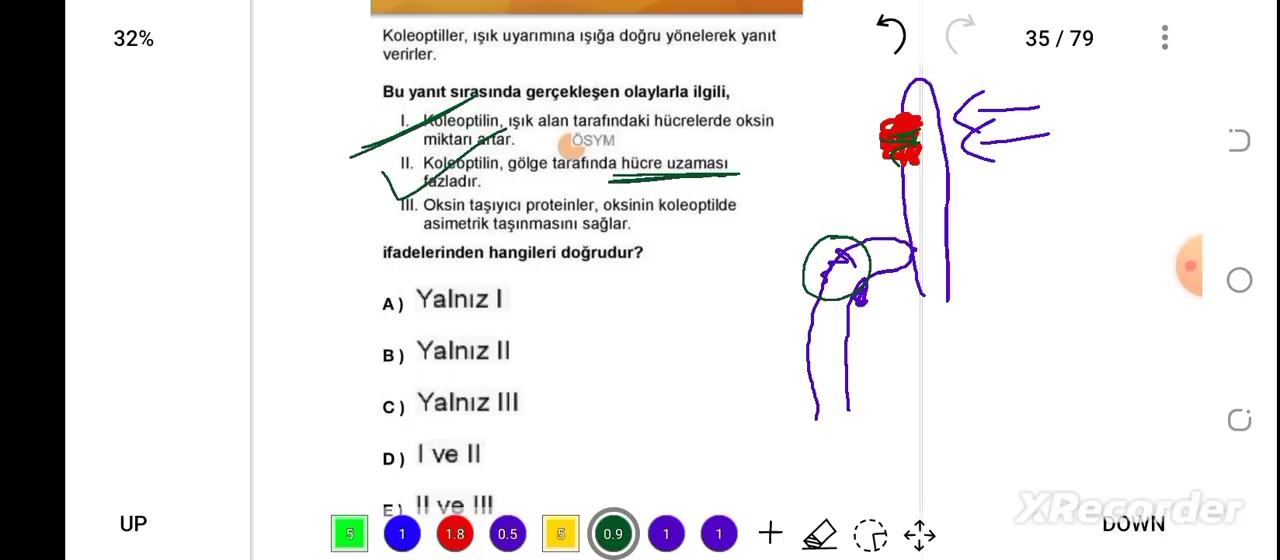 32%
35 / 79
Koleoptiller, ışık uyarımına ışığa doğru yönelerek yanıt
verirler.
Bu yanıt sırasında gerçekleşen olaylarla ilgili,
I. Koleoptilin, ışık alan tarafındaki hücrelerde oksin
miktarı artar.
ÖSYM
II. Koleoptilin, gölge tarafında hücre uzaması
fazladır.
III. Oksin taşıyıcı proteinler, oksinin koleoptilde
asimetrik taşınmasını sağlar.
ifadelerinden hangileri doğrudur?
A) Yalnız I
B) Yalnız II
C) Yalnız III
D) I ve II
E) II ve III
UP
5 1 1.8 0.5 5 0.9 1 1
XRecorder
DOWN